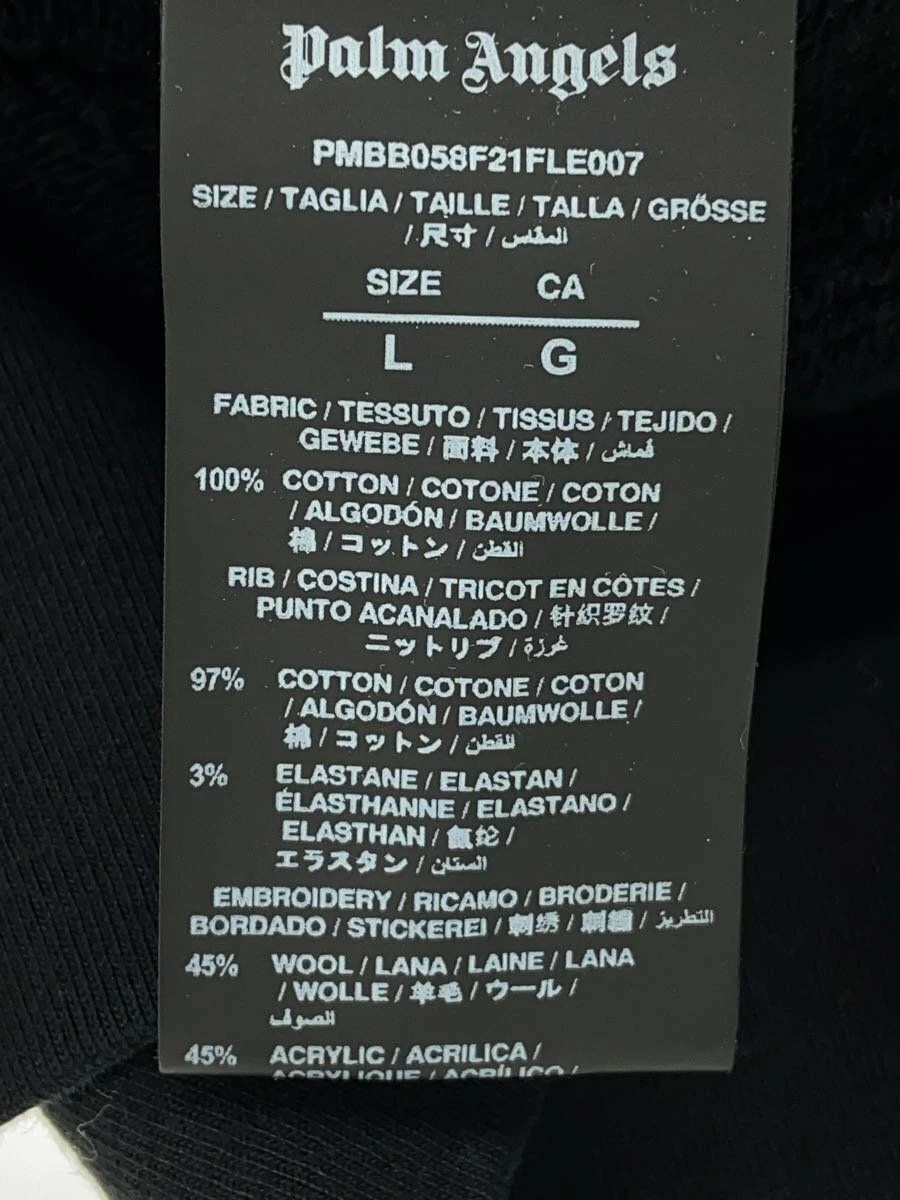 Palm Angels
PMBB058F21FLE007
SIZE / TAGLIA / TAILLE / TALLA / GRÖSSE
/ 尺寸 / المقاس
SIZE CA
L G
FABRIC / TESSUTO / TISSUS / TEJIDO /
GEWEBE / 面料 / 本体 / قماش
100% COTTON / COTONE / COTON
/ ALGODÓN / BAUMWOLLE /
棉 / コットン / القطن
RIB / COSTINA / TRICOT EN CÔTES /
PUNTO ACANALADO / 针织罗纹 /
ニットリブ / غرزة
97% COTTON / COTONE / COTON
/ ALGODÓN / BAUMWOLLE /
棉 / コットン / القطن
3% ELASTANE / ELASTAN /
ÉLASTHANNE / ELASTANO /
ELASTHAN / 氨纶 /
エラスタン / الستان
EMBROIDERY / RICAMO / BRODERIE /
BORDADO / STICKEREI / 刺绣 / 刺繍 / التطريز
45% WOOL / LANA / LAINE / LANA
/ WOLLE / 羊毛 / ウール /
الصوف
45% ACRYLIC / ACRILICA /
ACRYLIQUE / ACRÍLICO /